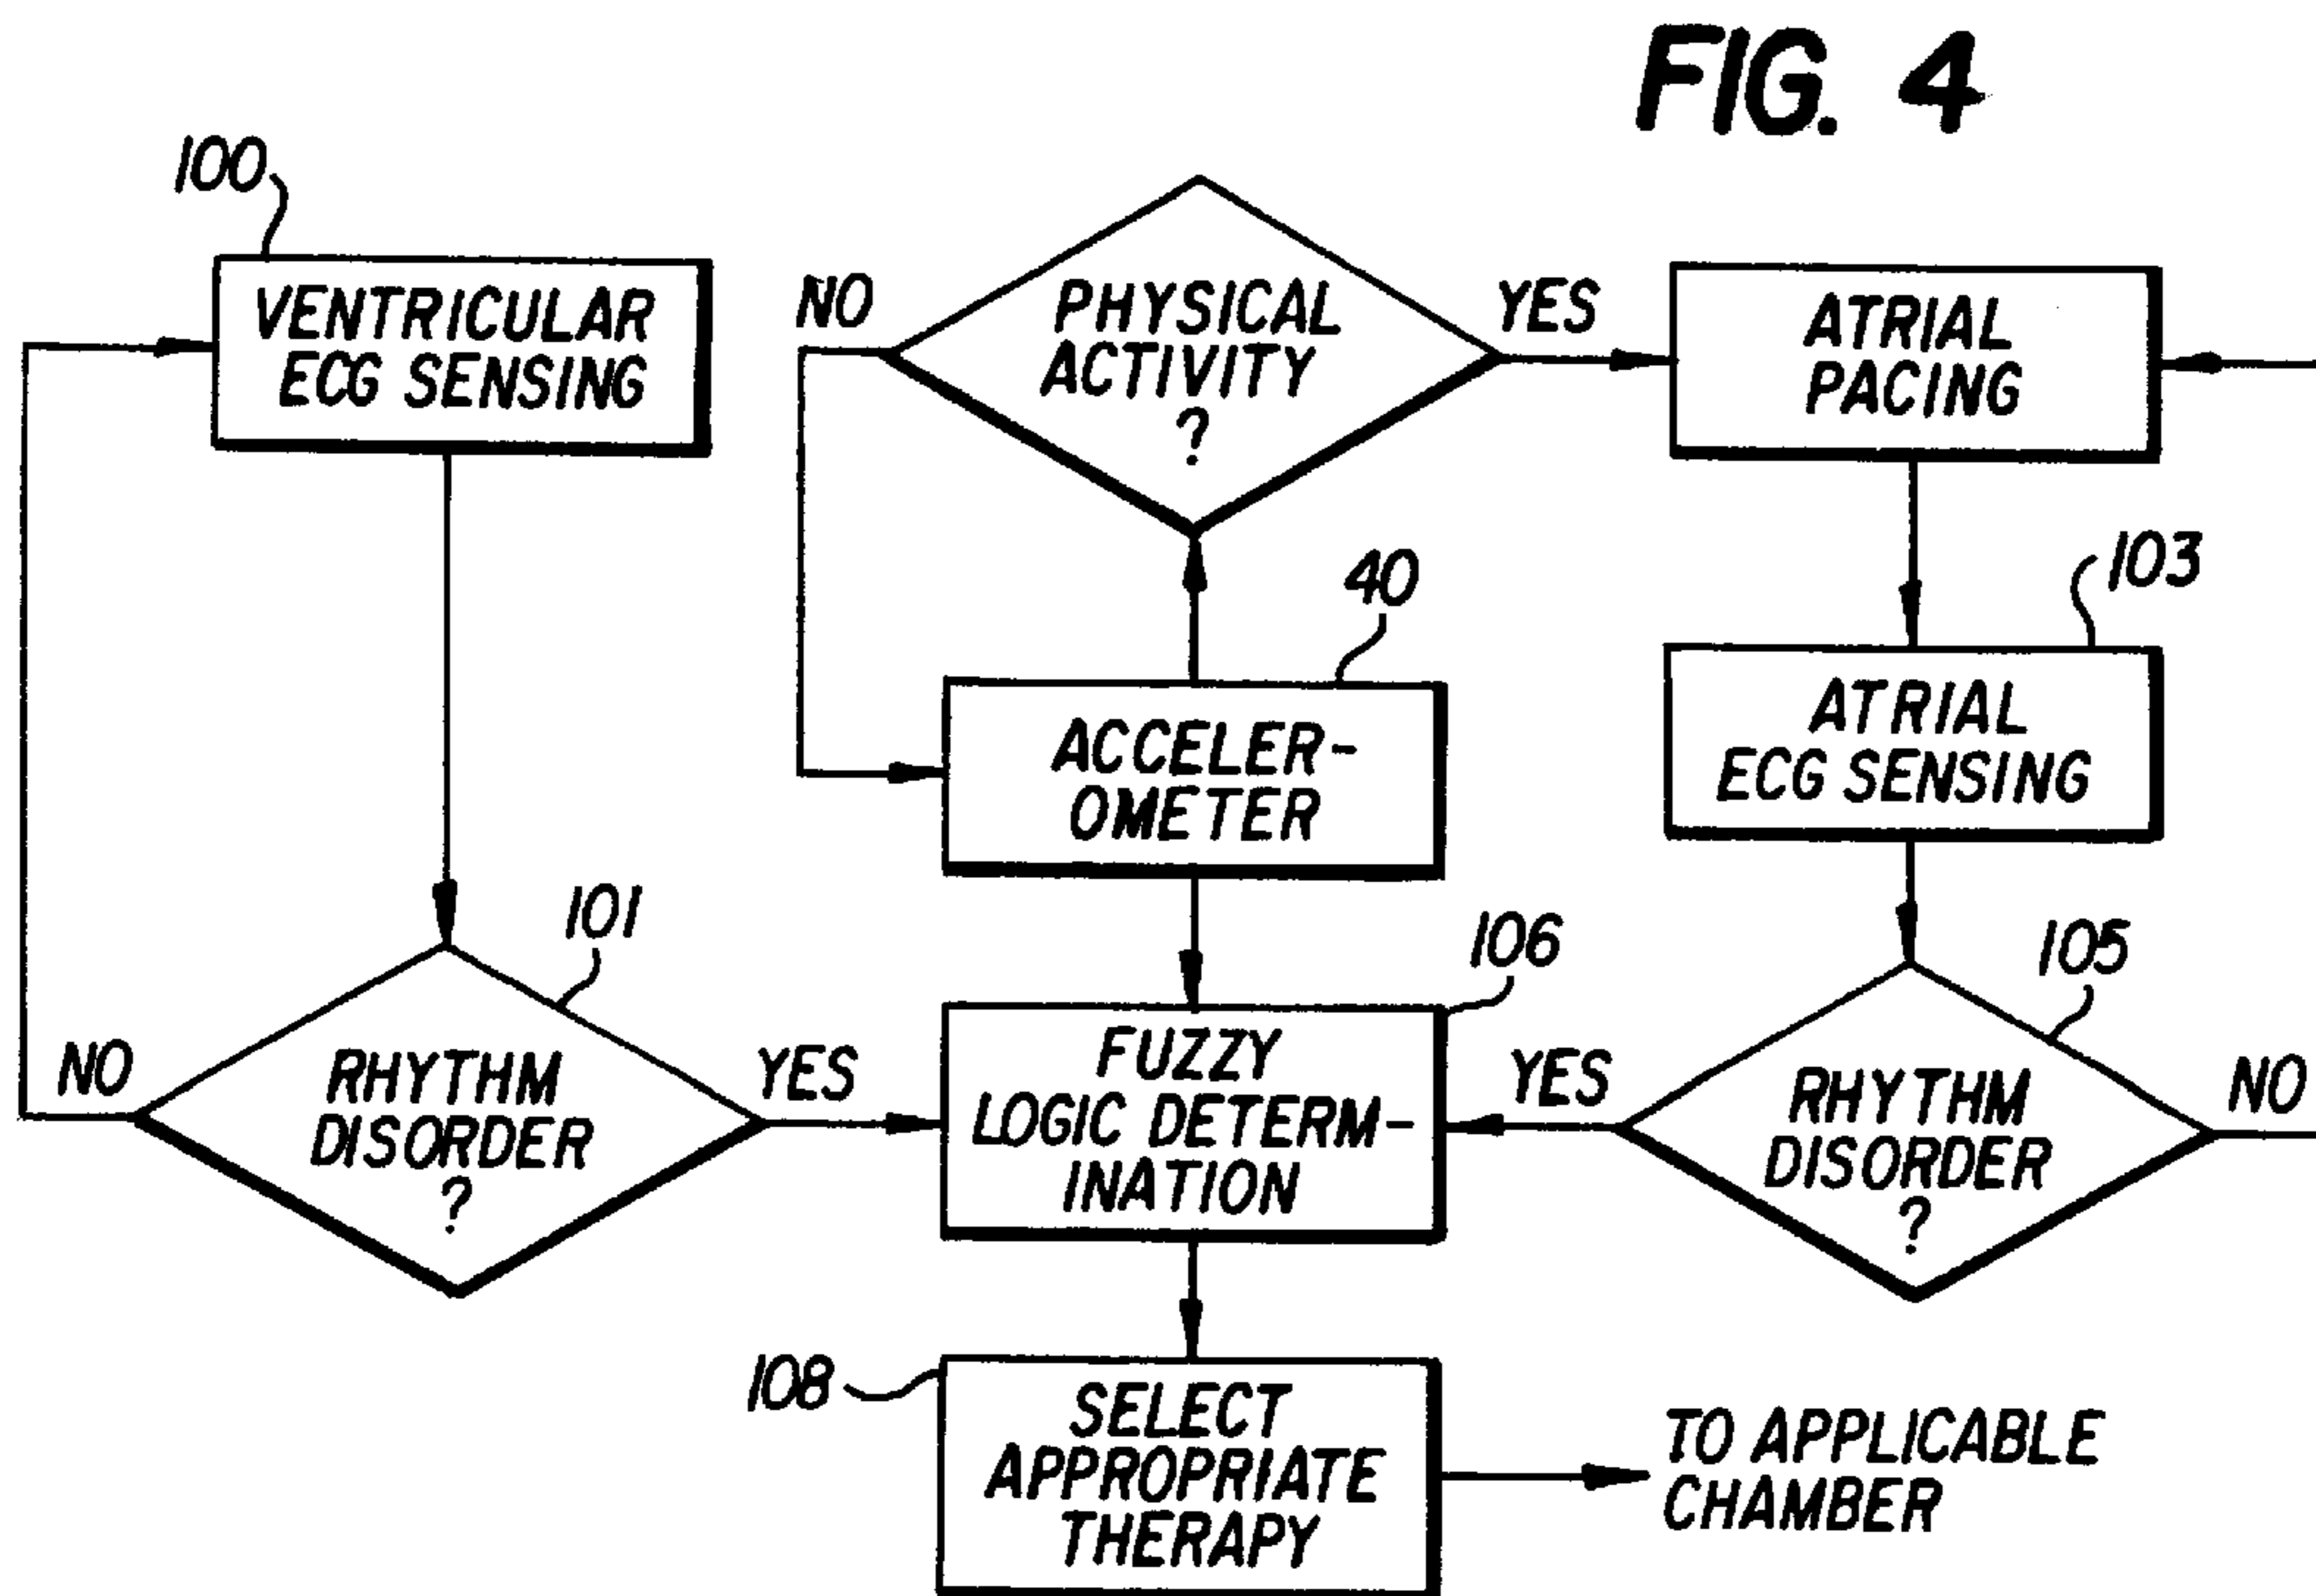 FIG. 4
100
VENTRICULAR
ECG SENSING
NO
PHYSICAL
ACTIVITY
?
YES
ATRIAL
PACING
40
103
ACCELER-
OMETER
ATRIAL
ECG SENSING
101
106
105
NO
RHYTHM
DISORDER
?
YES
FUZZY
LOGIC DETERM-
INATION
YES
RHYTHM
DISORDER
?
NO
108
SELECT
APPROPRIATE
THERAPY
TO APPLICABLE
CHAMBER